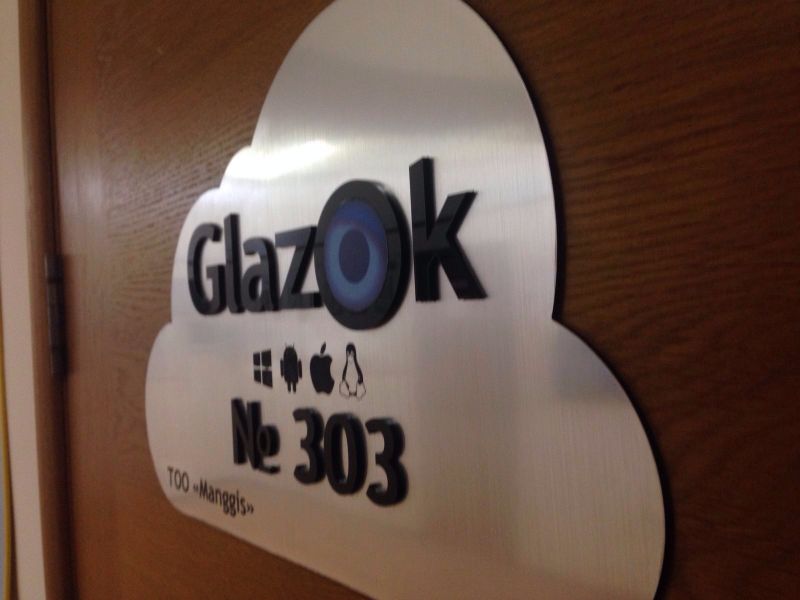 Glazok
№ 303
ТОО «Manggis»